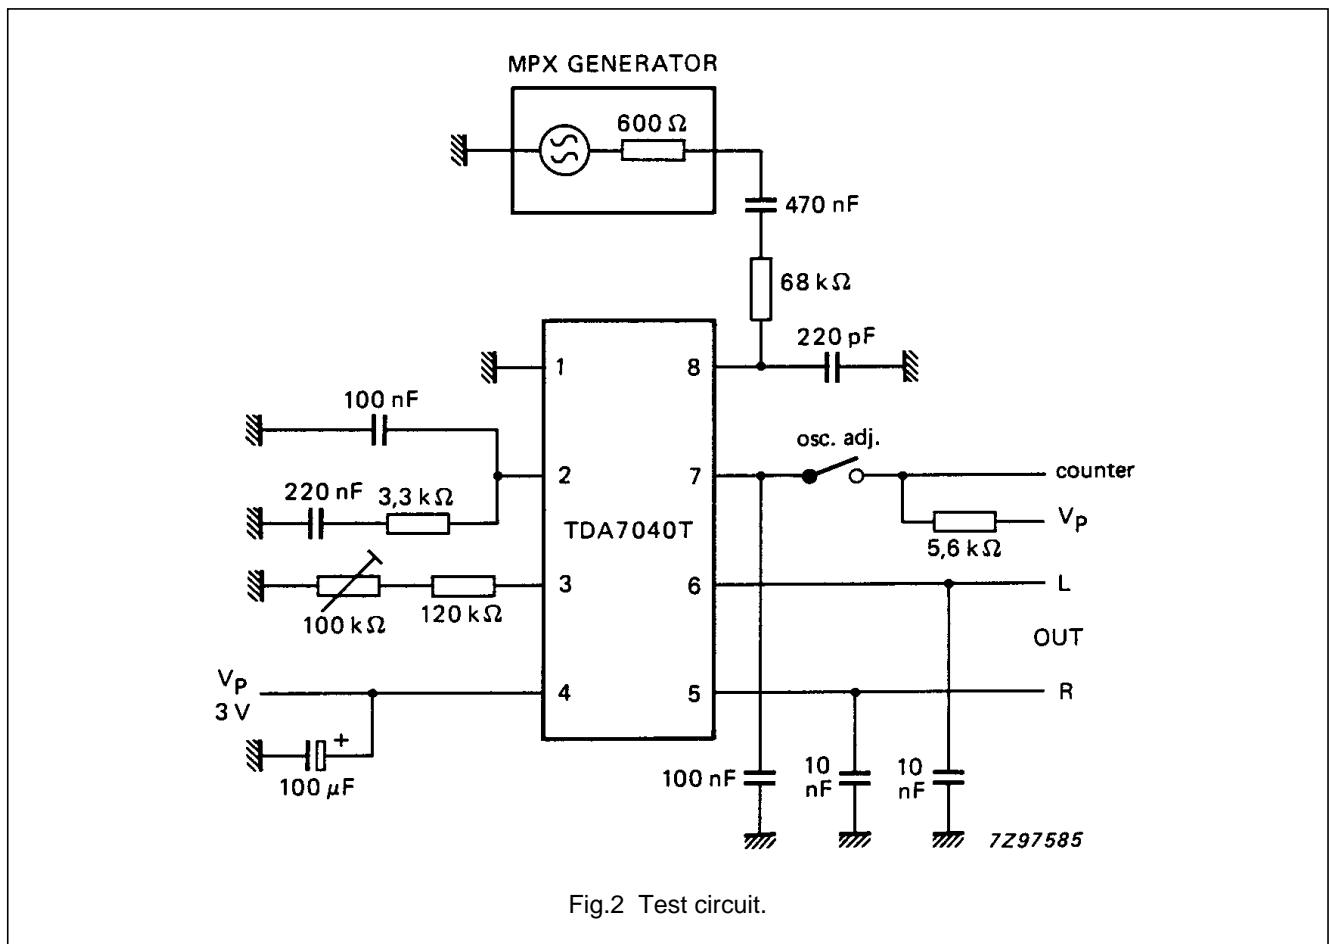 MPX GENERATOR
600 Ω
470 nF
68 kΩ
220 pF
1
8
100 nF
osc. adj.
2
7
counter
220 nF
3,3 kΩ
TDA7040T
Vp
5,6 kΩ
3
6
L
100 kΩ
120 kΩ
OUT
Vp
3 V
4
5
R
+
100 µF
100 nF
10
nF
10
nF
7Z97585
Fig.2 Test circuit.